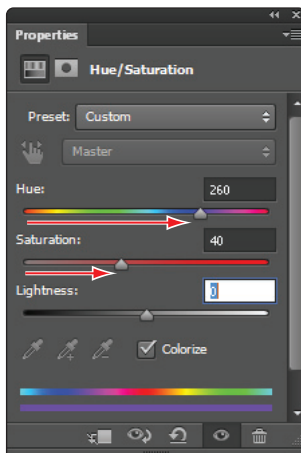 Properties
Hue/Saturation
Preset: Custom
Master
Hue: 260
Saturation: 40
Lightness: 0
Colorize